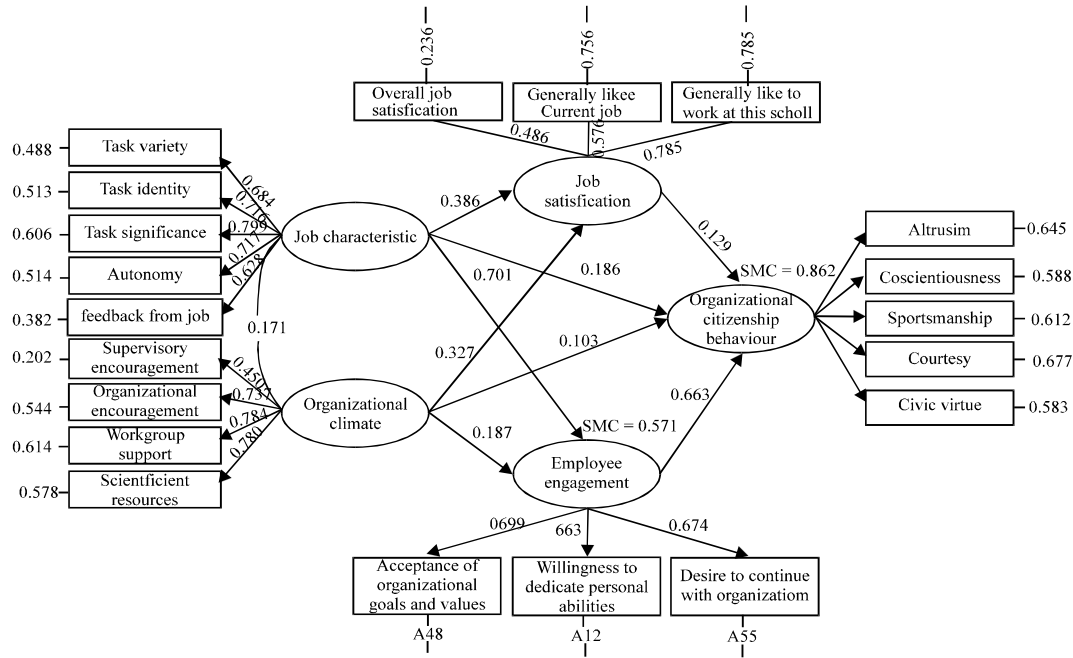 0.236
0.756
0.785
Overall job
satisfication
Generally likee
Current job
Generally like to
work at this scholl
0.486
0.576
0.785
Job
satisfication
0.488
Task variety
0.513
Task identity
0.606
Task significance
0.514
Autonomy
0.382
feedback from job
0.202
Supervisory
encouragement
0.544
Organizational
encouragement
0.614
Workgroup
support
0.578
Scientficient
resources
0.684
0.716
0.799
0.717
0.628
0.171
0.450
0.737
0.784
0.780
Job characteristic
Organizational
climate
0.386
0.701
0.186
0.327
0.103
0.187
0.129
SMC = 0.862
Organizational
citizenship
behaviour
0.663
SMC = 0.571
Employee
engagement
Altrusim
0.645
Coscientiousness
0.588
Sportsmanship
0.612
Courtesy
0.677
Civic virtue
0.583
0699
663
0.674
Acceptance of
organizational
goals and values
Willingness to
dedicate personal
abilities
Desire to continue
with organizatiom
A48
A12
A55